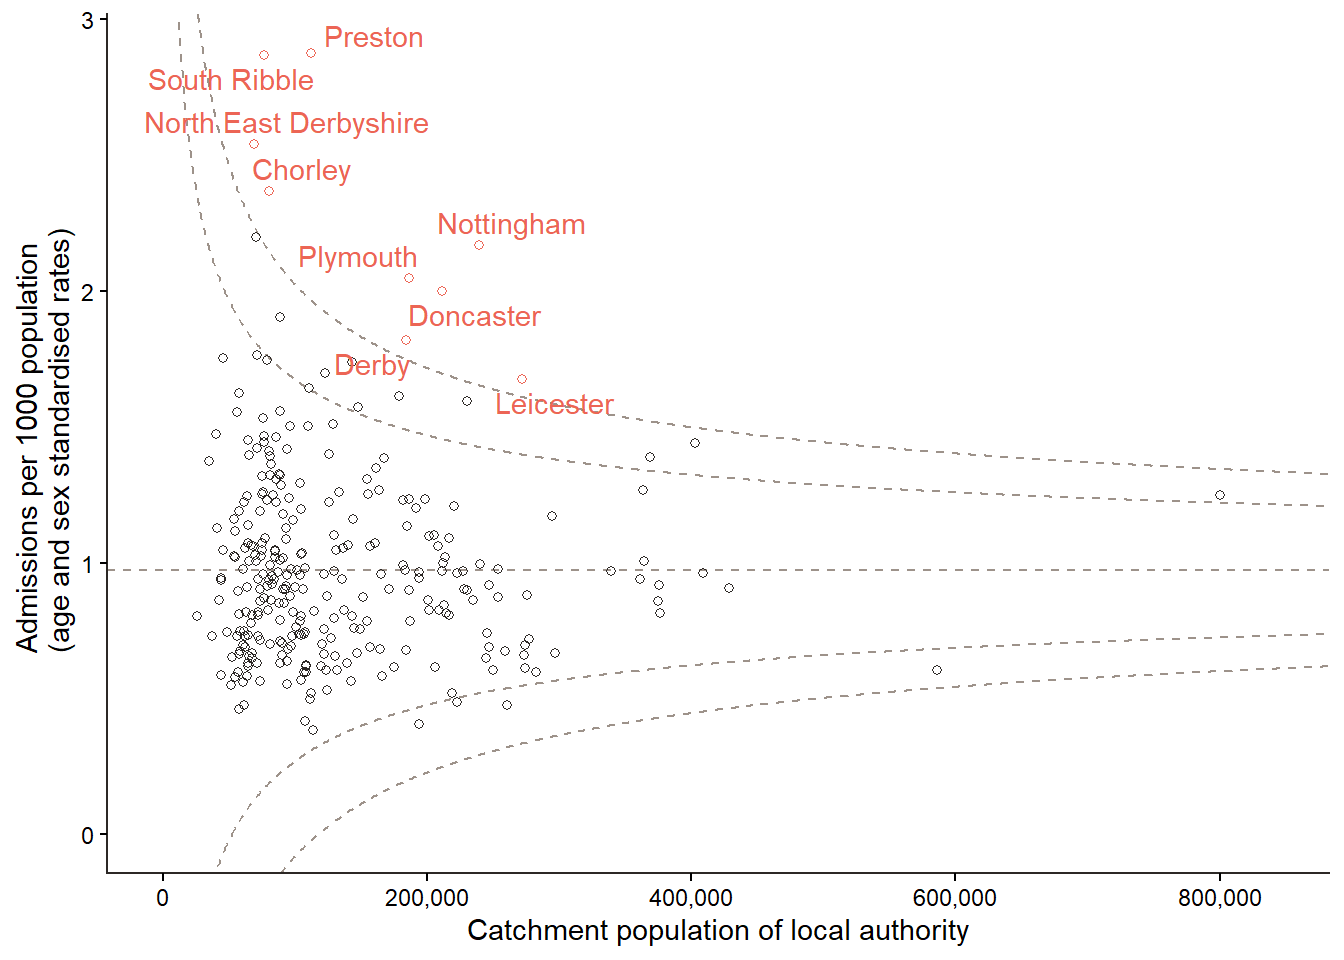 3
Preston
South Ribble
North East Derbyshire
Chorley
Nottingham
Plymouth
2
Doncaster
Derby
Leicester
1
0
Admissions per 1000 population
(age and sex standardised rates)
0
200,000
400,000
600,000
800,000
Catchment population of local authority